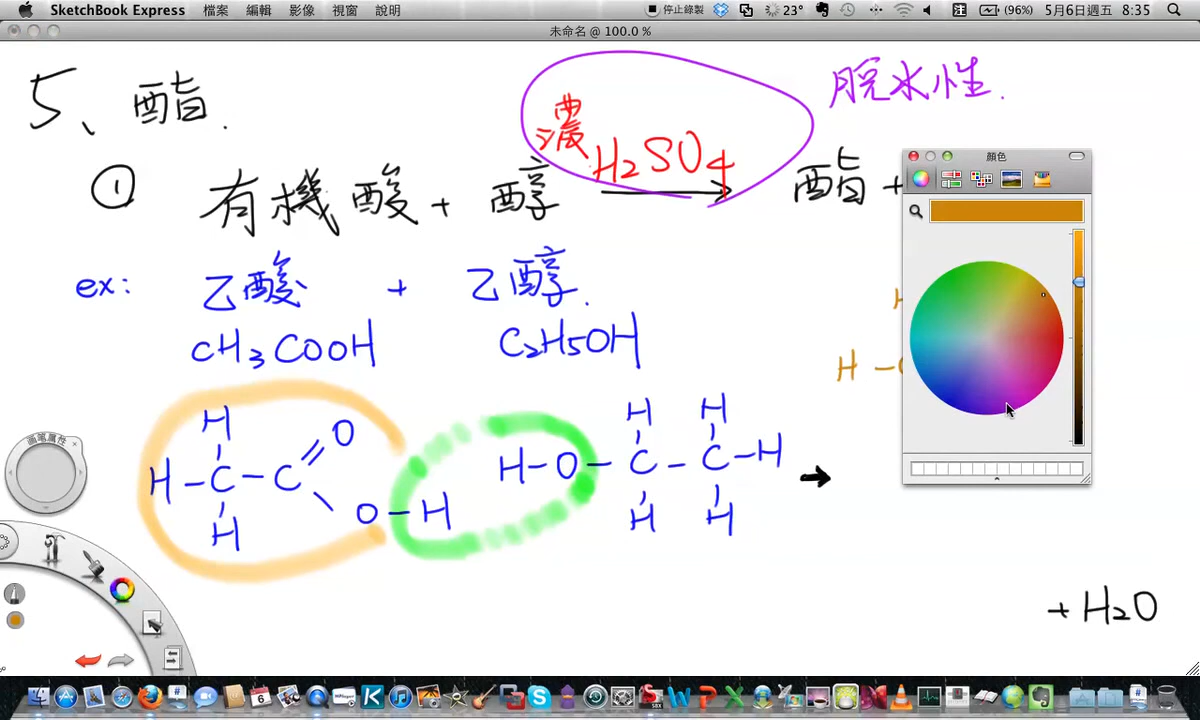 SketchBook Express 檔案 編輯 影像 視窗 說明 停止錄製 23° (96%) 5月6日週五 8:35
未命名 @ 100.0 %
5、酯.
濃 H2SO4
脫水性.
① 有機酸 + 醇 → 酯 +
顏色
ex: 乙酸 + 乙醇.
CH3COOH C2H5OH
H H H H
O
H-C-C H-O-C-C-H → H-
O-H
H H H
+ H2O